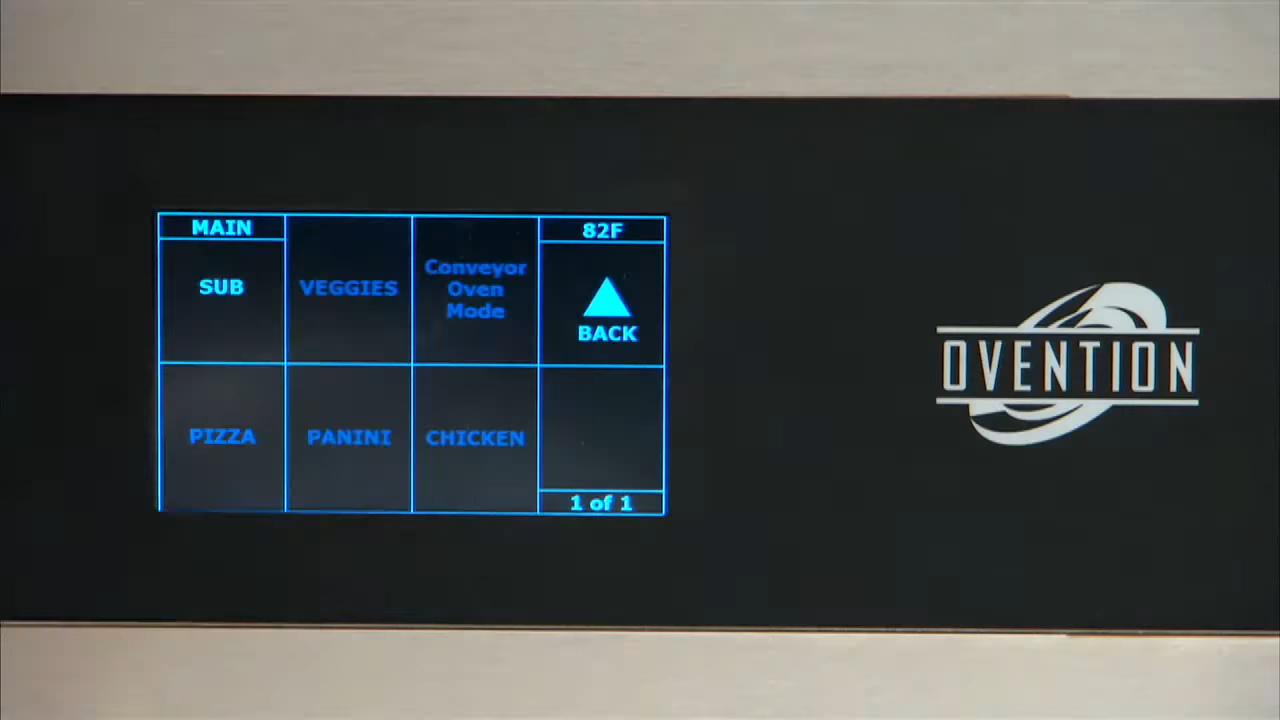 MAIN
82F
SUB
VEGGIES
Conveyor
Oven
Mode
BACK
PIZZA
PANINI
CHICKEN
1 of 1
OVENTION